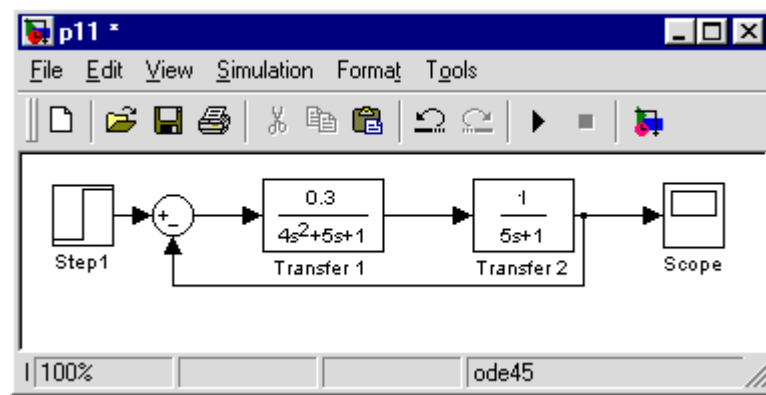 p11 *
File Edit View Simulation Format Tools
+
−
0.3
4s²+5s+1
1
5s+1
Step1
Transfer 1
Transfer 2
Scope
100%
ode45